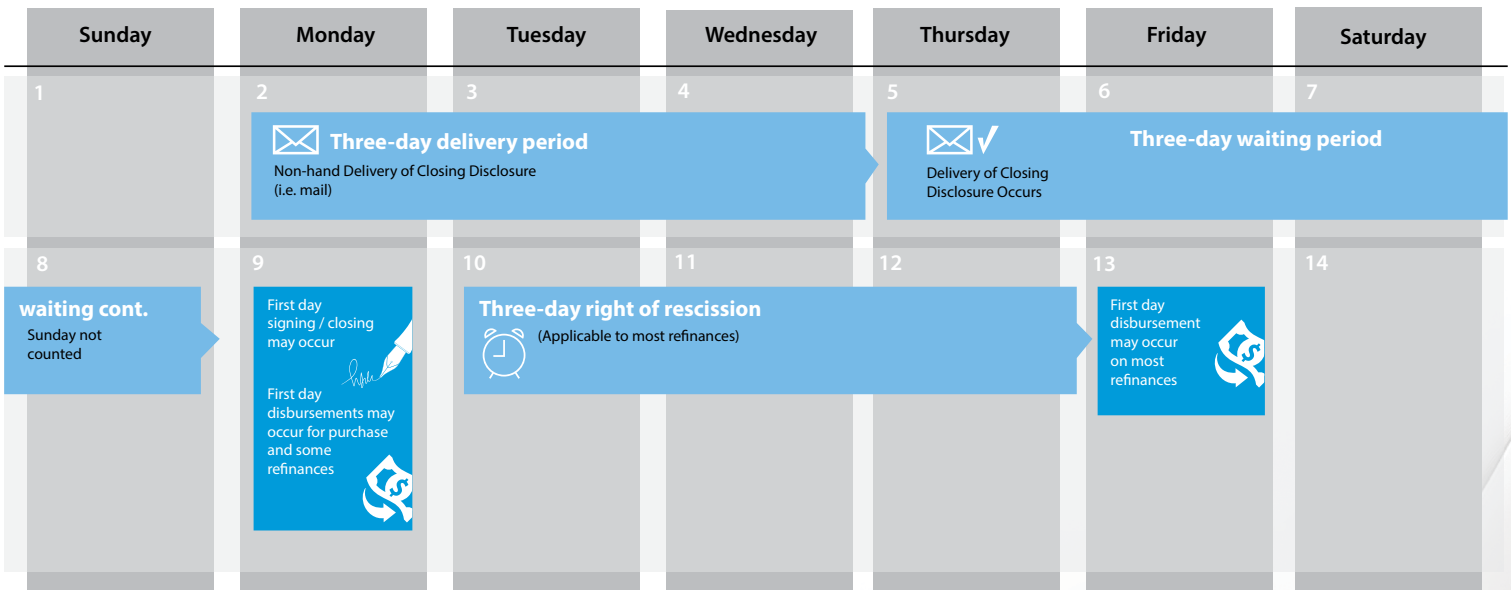 Sunday
Monday
Tuesday
Wednesday
Thursday
Friday
Saturday
1
2
3
4
5
6
7
Three-day delivery period
Non-hand Delivery of Closing Disclosure
(i.e. mail)
Delivery of Closing
Disclosure Occurs
Three-day waiting period
8
9
10
11
12
13
14
waiting cont.
Sunday not
counted
First day
signing / closing
may occur
First day
disbursements may
occur for purchase
and some
refinances
Three-day right of rescission
(Applicable to most refinances)
First day
disbursement
may occur
on most
refinances